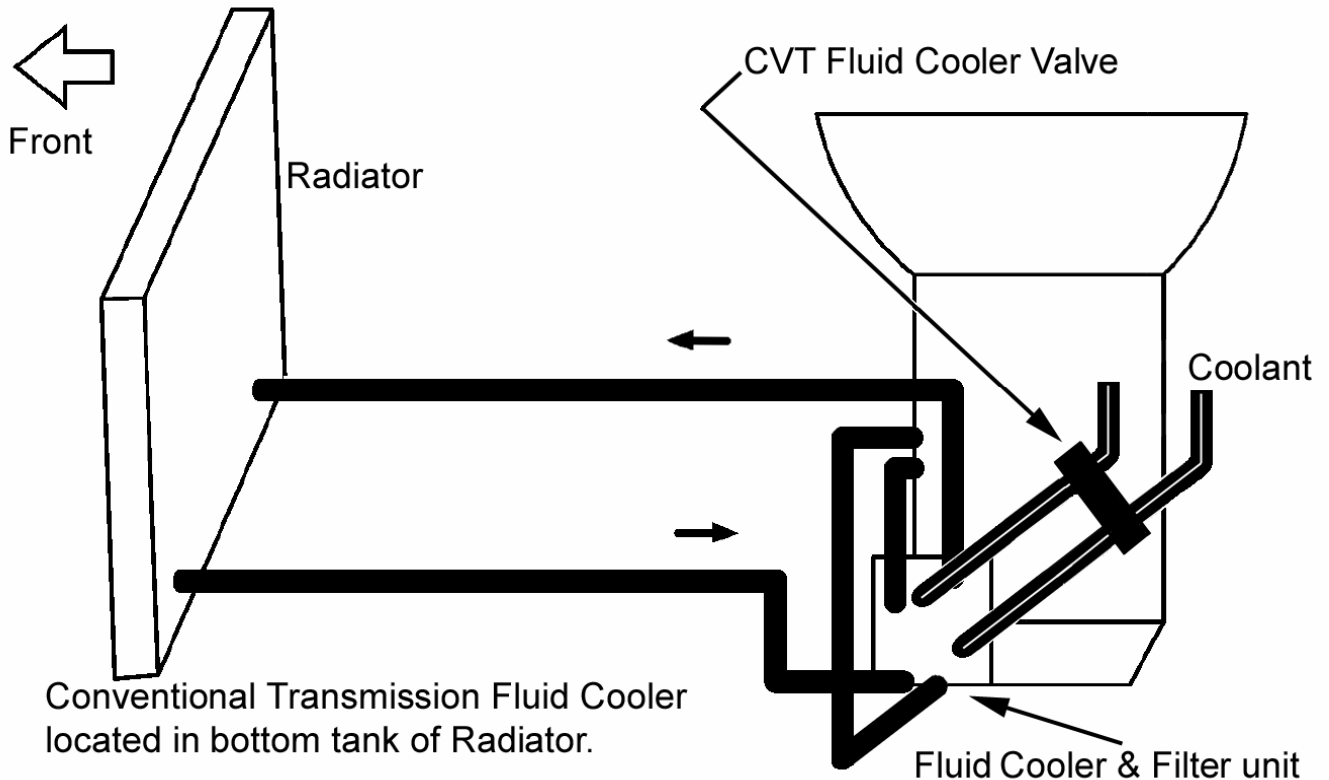 CVT Fluid Cooler Valve
Front
Radiator
Coolant
Conventional Transmission Fluid Cooler
located in bottom tank of Radiator.
Fluid Cooler & Filter unit